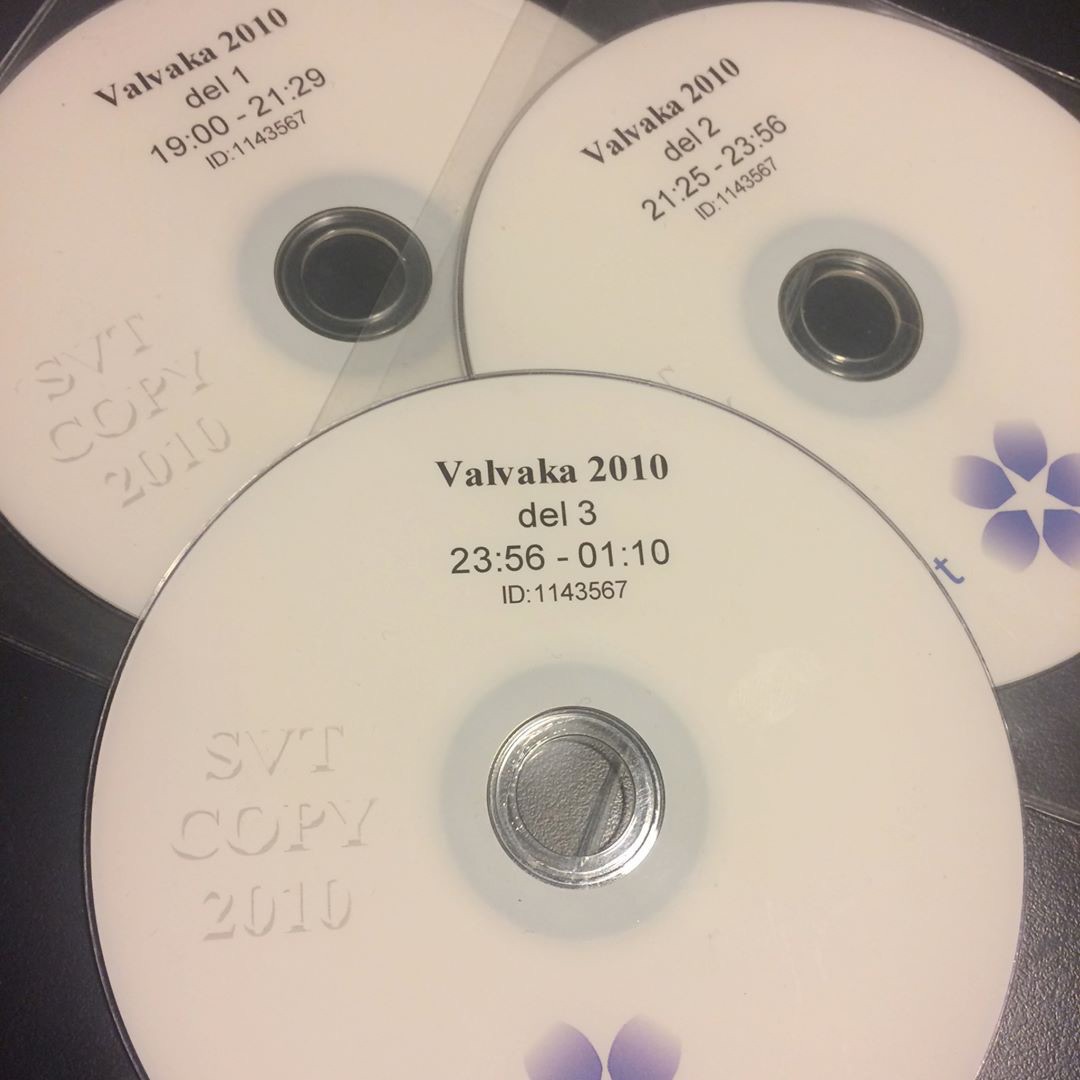 Valvaka 2010
del 1
19:00 - 21:29
ID:1143567
SVT
COPY
2010
Valvaka 2010
del 2
21:25 - 23:56
ID:1143567
t
Valvaka 2010
del 3
23:56 - 01:10
ID:1143567
SVT
COPY
2010